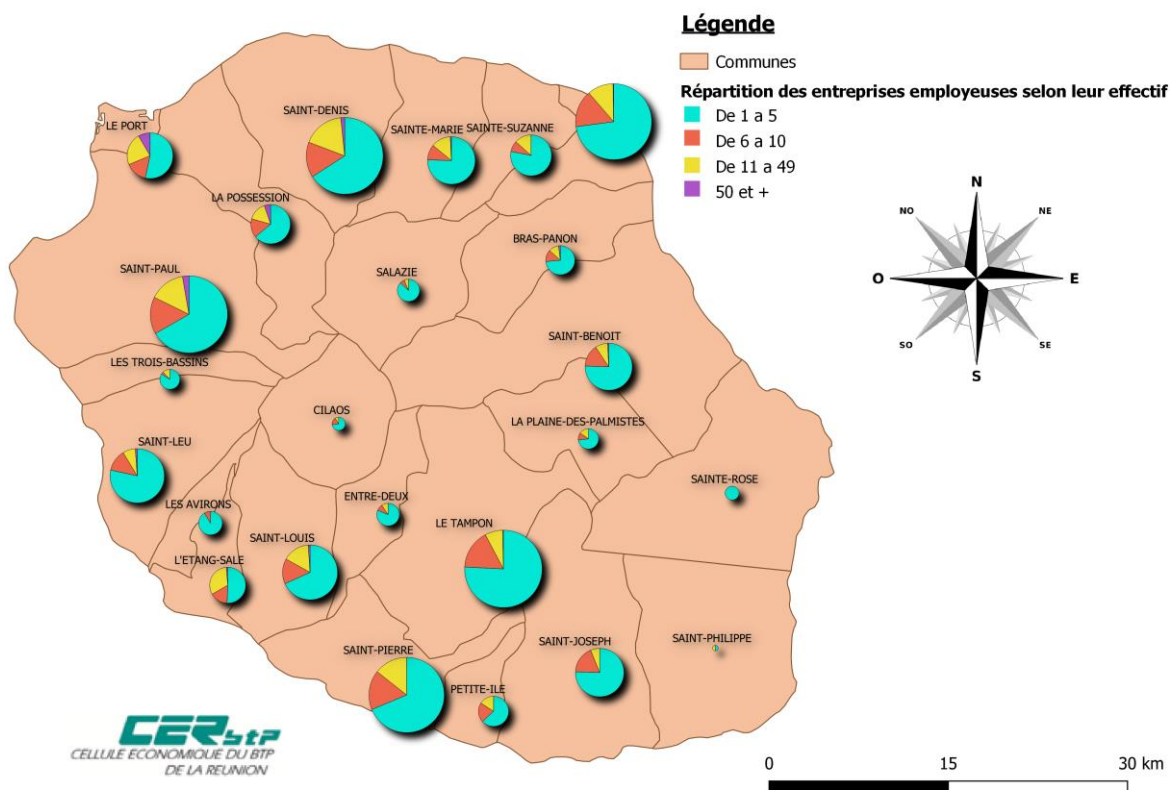 Légende
Communes
Répartition des entreprises employeuses selon leur effectif
De 1 a 5
De 6 a 10
De 11 a 49
50 et +
SAINT-DENIS
LE PORT
SAINTE-MARIE
SAINTE-SUZANNE
LA POSSESSION
BRAS-PANON
SAINT-PAUL
SALAZIE
SAINT-BENOIT
LES TROIS-BASSINS
CILAOS
LA PLAINE-DES-PALMISTES
SAINT-LEU
SAINTE-ROSE
LES AVIRONS
ENTRE-DEUX
LE TAMPON
SAINT-LOUIS
L'ETANG-SALE
SAINT-JOSEPH
SAINT-PHILIPPE
SAINT-PIERRE
PETITE-ILE
N
NO
NE
O
E
SO
SE
S
CERbtp
CELLULE ECONOMIQUE DU BTP
DE LA REUNION
0 15 30 km